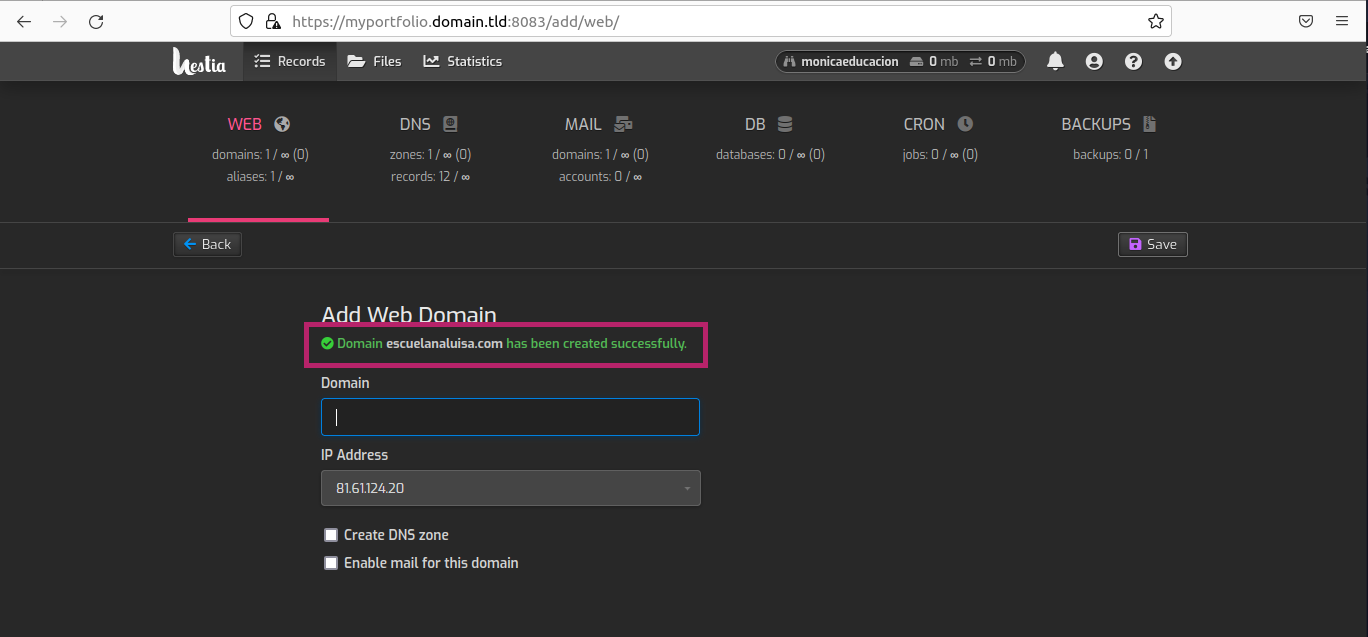 https://myportfolio.domain.tld:8083/add/web/
hestia Records Files Statistics monicaeducacion 0 mb 0 mb
WEB DNS MAIL DB CRON BACKUPS
domains: 1 / ∞ (0) zones: 1 / ∞ (0) domains: 1 / ∞ (0) databases: 0 / ∞ (0) jobs: 0 / ∞ (0) backups: 0 / 1
aliases: 1 / ∞ records: 12 / ∞ accounts: 0 / ∞
Back Save
Add Web Domain
Domain escuelanaluisa.com has been created successfully.
Domain
IP Address
81.61.124.20
Create DNS zone
Enable mail for this domain